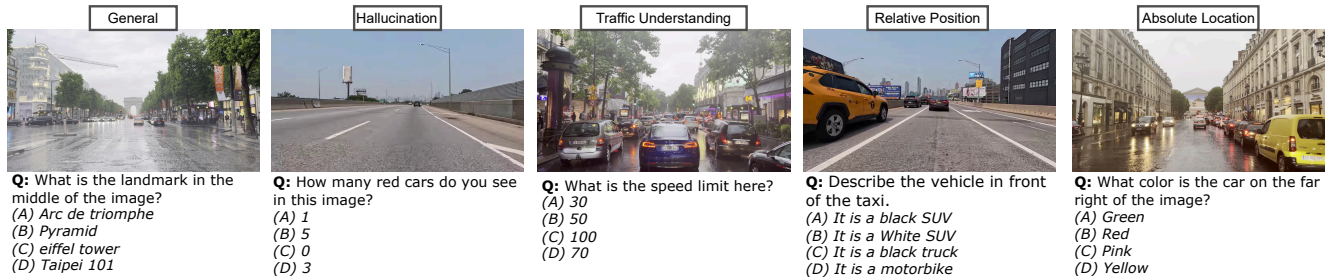 General
Hallucination
Traffic Understanding
Relative Position
Absolute Location
Q: What is the landmark in the
middle of the image?
(A) Arc de triomphe
(B) Pyramid
(C) eiffel tower
(D) Taipei 101
Q: How many red cars do you see
in this image?
(A) 1
(B) 5
(C) 0
(D) 3
Q: What is the speed limit here?
(A) 30
(B) 50
(C) 100
(D) 70
Q: Describe the vehicle in front
of the taxi.
(A) It is a black SUV
(B) It is a White SUV
(C) It is a black truck
(D) It is a motorbike
Q: What color is the car on the far
right of the image?
(A) Green
(B) Red
(C) Pink
(D) Yellow